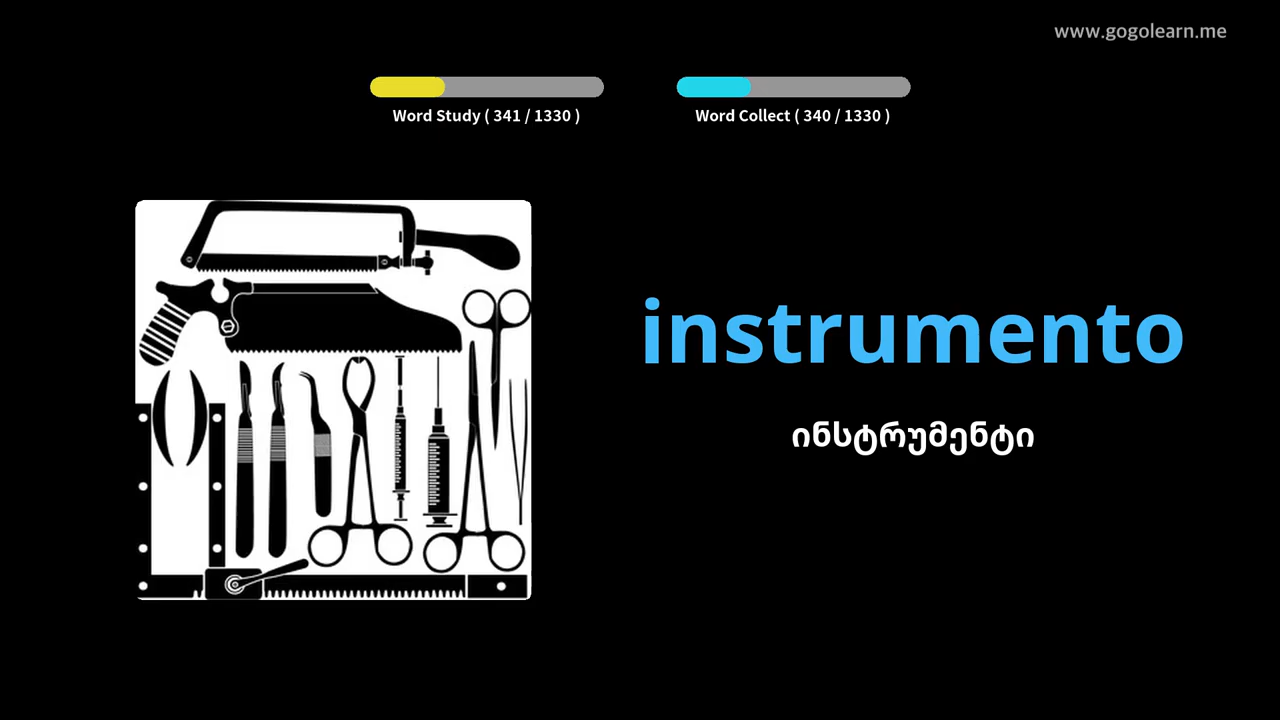 www.gogolearn.me
Word Study ( 341 / 1330 )
Word Collect ( 340 / 1330 )
instrumento
ინსტრუმენტი